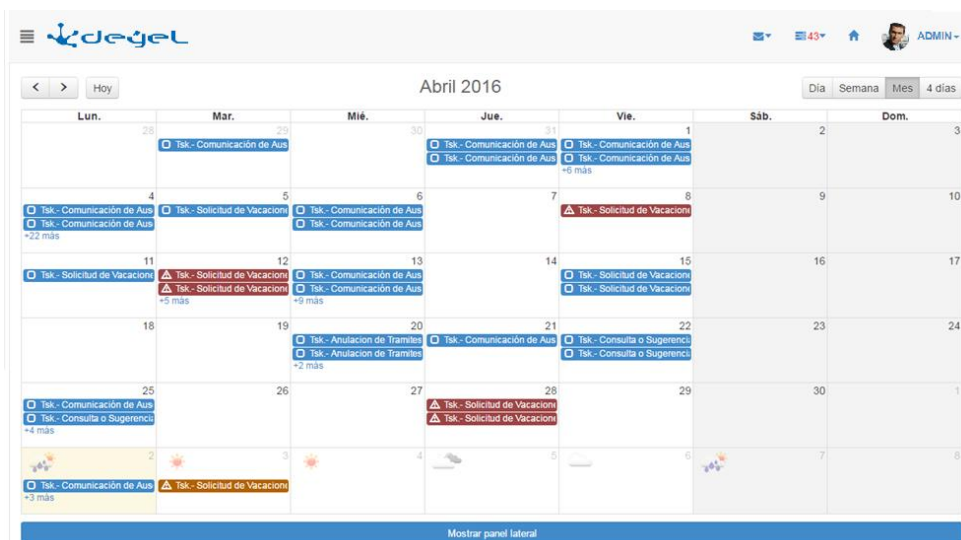 deyel
43
ADMIN
Hoy
Abril 2016
Día Semana Mes 4 días
Lun. Mar. Mié. Jue. Vie. Sáb. Dom.
28 29 30 31 1 2 3
Tsk.- Comunicación de Aus Tsk.- Comunicación de Aus Tsk.- Comunicación de Aus
Tsk.- Comunicación de Aus Tsk.- Comunicación de Aus
+6 más
4 5 6 7 8 9 10
Tsk.- Comunicación de Aus Tsk.- Solicitud de Vacacione Tsk.- Comunicación de Aus Tsk.- Solicitud de Vacacione
Tsk.- Comunicación de Aus Tsk.- Comunicación de Aus
+22 más
11 12 13 14 15 16 17
Tsk.- Solicitud de Vacacione Tsk.- Solicitud de Vacacione Tsk.- Comunicación de Aus Tsk.- Solicitud de Vacacione
Tsk.- Solicitud de Vacacione Tsk.- Comunicación de Aus Tsk.- Solicitud de Vacacione
+5 más +9 más
18 19 20 21 22 23 24
Tsk.- Anulacion de Tramites Tsk.- Comunicación de Aus Tsk.- Consulta o Sugerencia
Tsk.- Anulacion de Tramites Tsk.- Consulta o Sugerencia
+2 más
25 26 27 28 29 30 1
Tsk.- Comunicación de Aus Tsk.- Solicitud de Vacacione
Tsk.- Consulta o Sugerencia Tsk.- Solicitud de Vacacione
+4 más
2 3 4 5 6 7 8
Tsk.- Comunicación de Aus Tsk.- Solicitud de Vacacione
+3 más
Mostrar panel lateral